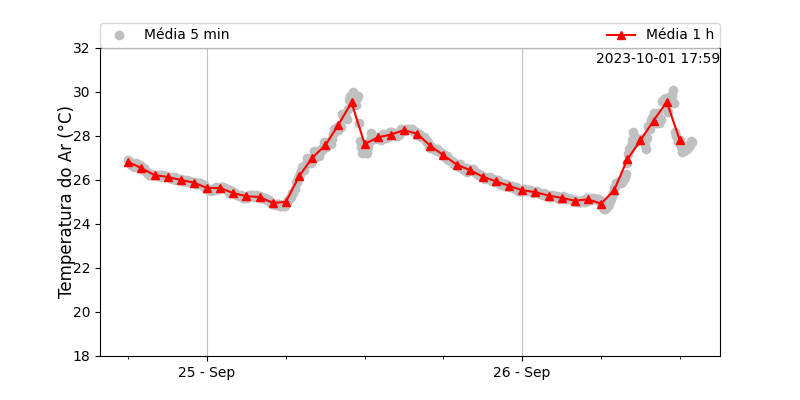 Média 5 min
Média 1 h
2023-10-01 17:59
Temperatura do Ar (°C)
32
30
28
26
24
22
20
18
25 - Sep
26 - Sep